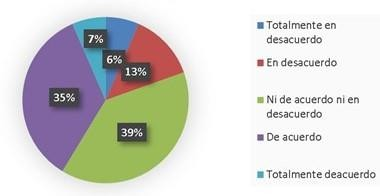 7%
6%
13%
35%
39%
Totalmente en
desacuerdo
En desacuerdo
Ni de acuerdo ni en
desacuerdo
De acuerdo
Totalmente deacuerdo